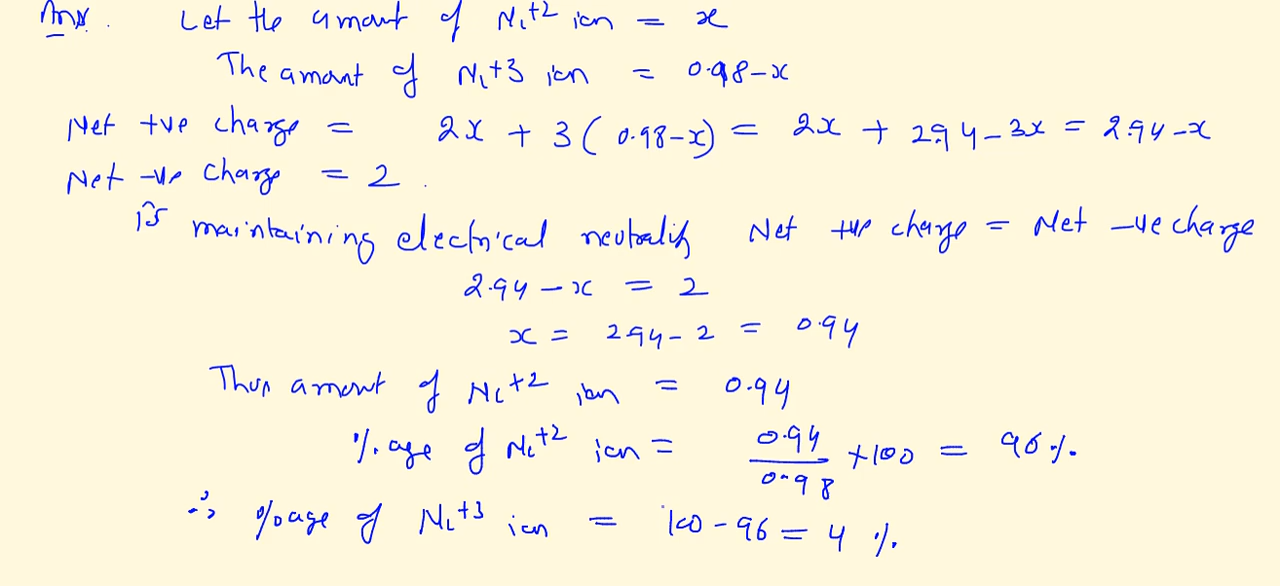 Ans. Let the amount of Ni+2 ion = x
The amount of Ni+3 ion = 0.98-x
Net +ve charge = 2x + 3(0.98-x) = 2x + 2.94-3x = 2.94-x
Net -ve charge = 2.
maintaining electrical neutrality Net +ve charge = Net -ve charge
2.94-x = 2
x = 2.94-2 = 0.94
Thus amount of Ni+2 ion = 0.94
%age of Ni+2 ion = 0.94/0.98 ×100 = 96%.
∴ %age of Ni+3 ion = 100-96 = 4 %.